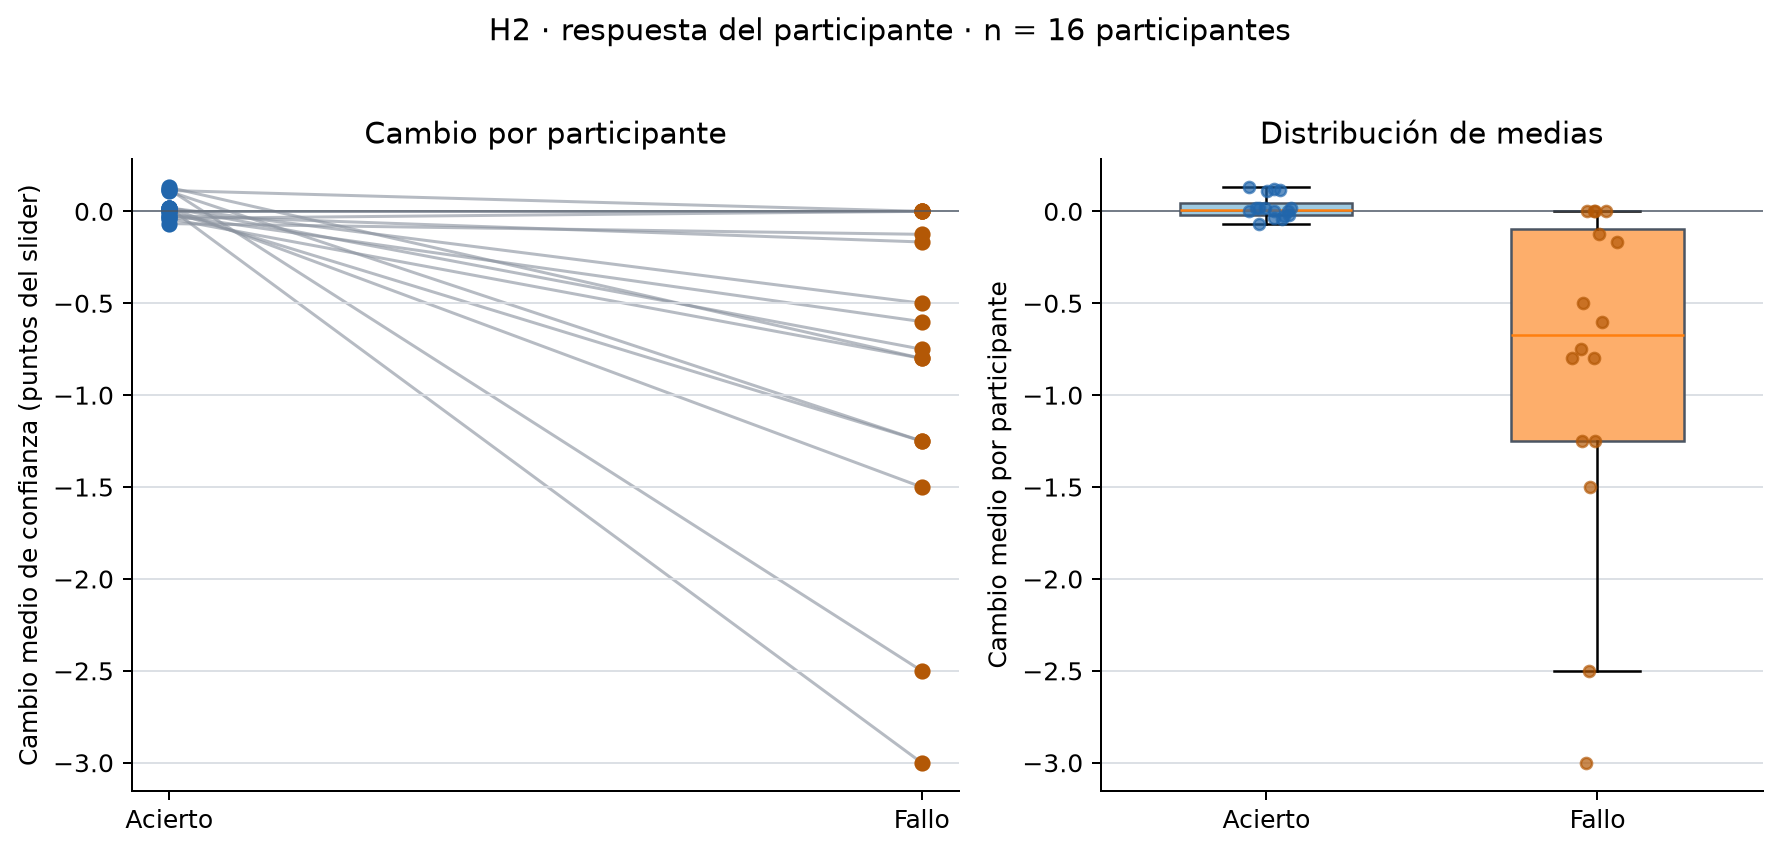 H2 · respuesta del participante · n = 16 participantes
Cambio por participante
Cambio medio de confianza (puntos del slider)
0.0
−0.5
−1.0
−1.5
−2.0
−2.5
−3.0
Acierto
Fallo
Distribución de medias
Cambio medio por participante
0.0
−0.5
−1.0
−1.5
−2.0
−2.5
−3.0
Acierto
Fallo